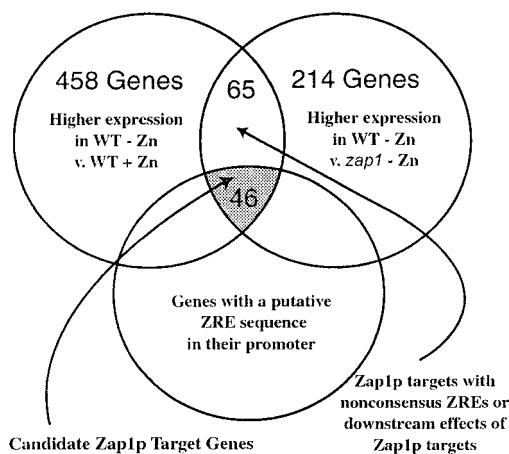 458 Genes
Higher expression
in WT - Zn
v. WT + Zn
65
214 Genes
Higher expression
in WT - Zn
v. zap1 - Zn
46
Genes with a putative
ZRE sequence
in their promoter
Candidate Zap1p Target Genes
Zap1p targets with
nonconsensus ZREs or
downstream effects of
Zap1p targets